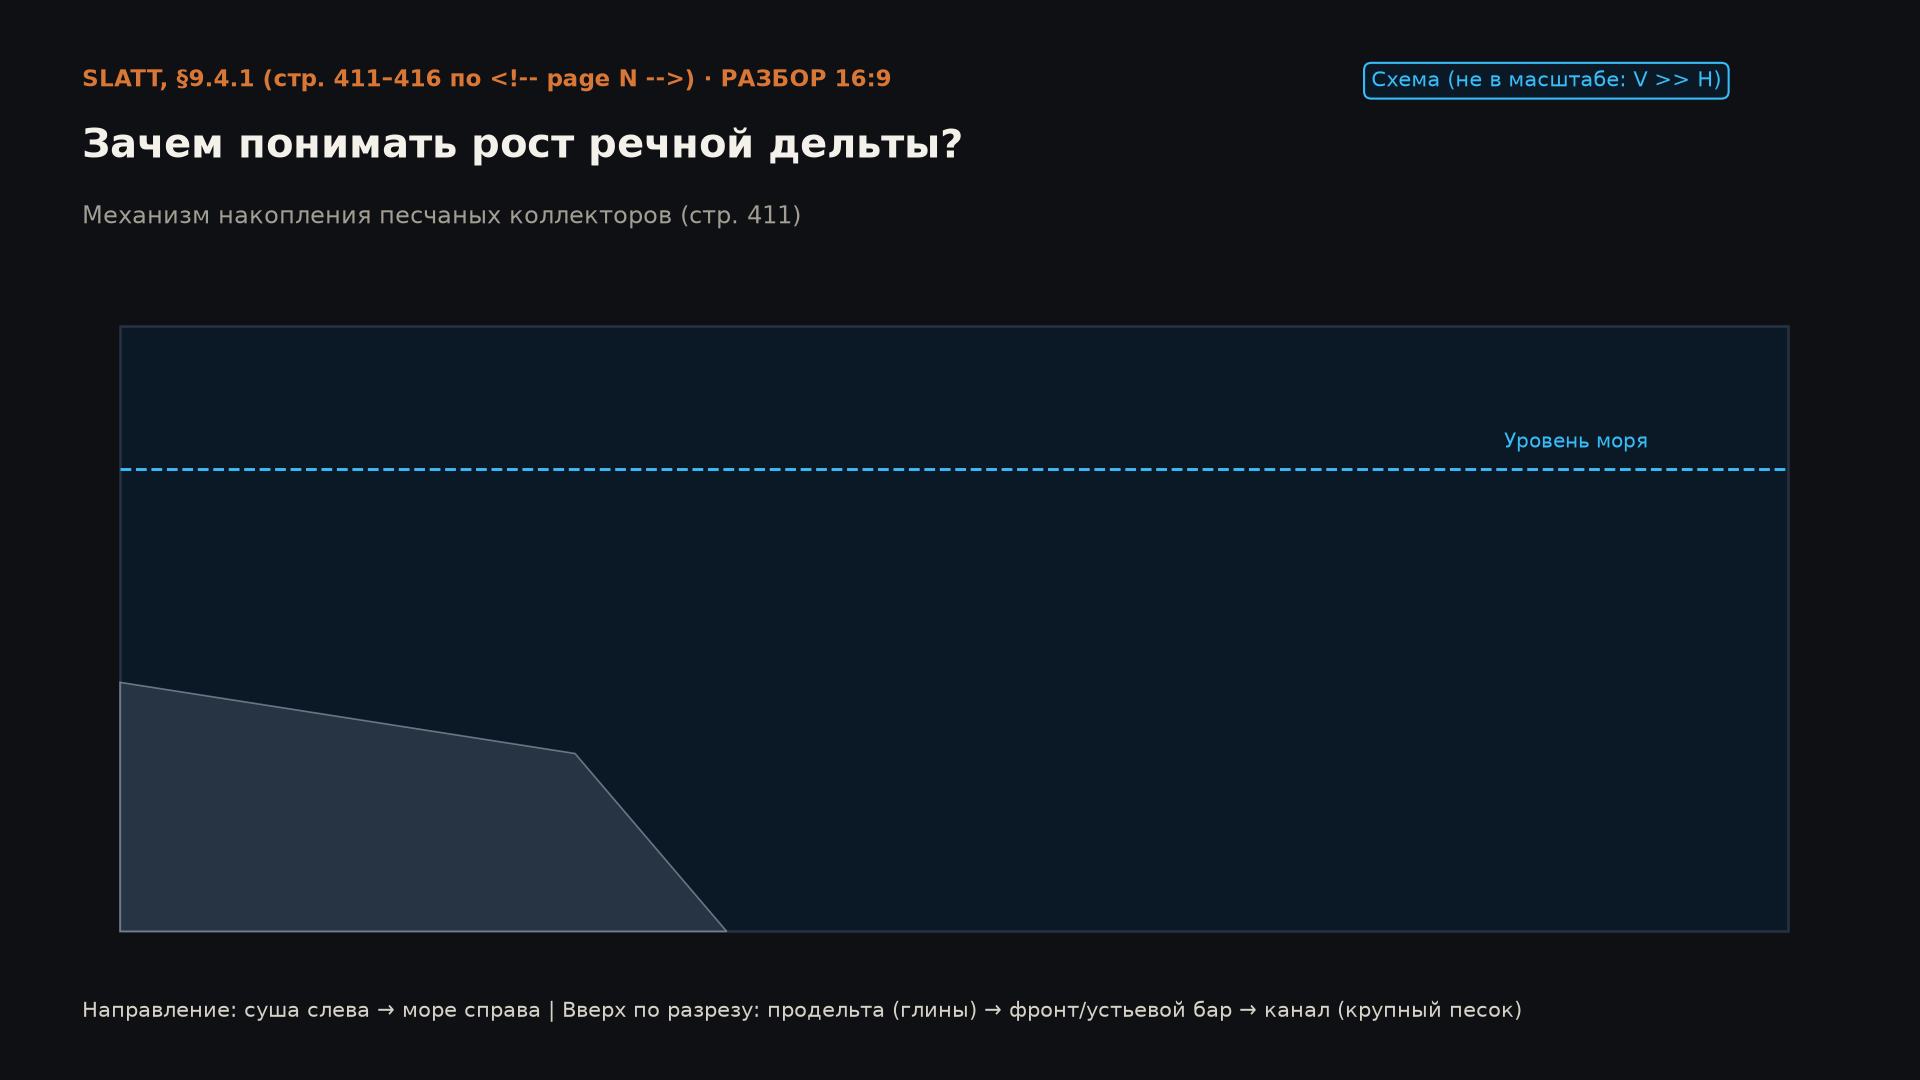 SLATT, §9.4.1 (стр. 411–416 по <!-- page N -->) · РАЗБОР 16:9
Схема (не в масштабе: V >> H)
Зачем понимать рост речной дельты?
Механизм накопления песчаных коллекторов (стр. 411)
Уровень моря
Направление: суша слева → море справа | Вверх по разрезу: продельта (глины) → фронт/устьевой бар → канал (крупный песок)